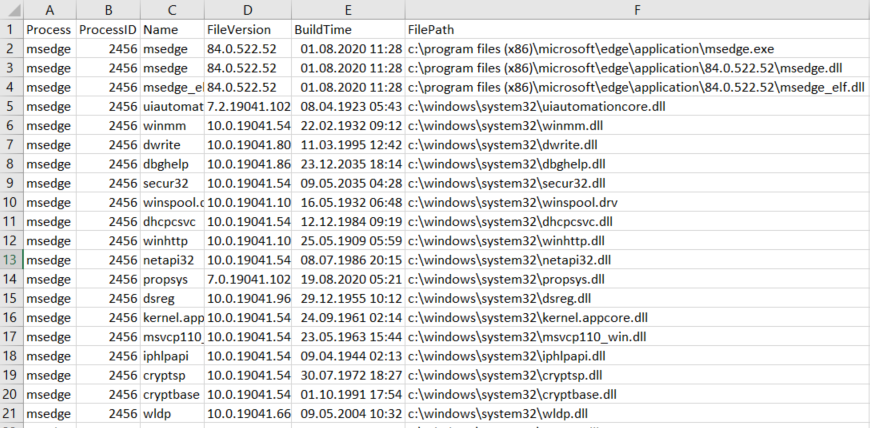 A B C D E F
1 Process ProcessID Name FileVersion BuildTime FilePath
2 msedge 2456 msedge 84.0.522.52 01.08.2020 11:28 c:\program files (x86)\microsoft\edge\application\msedge.exe
3 msedge 2456 msedge 84.0.522.52 01.08.2020 11:28 c:\program files (x86)\microsoft\edge\application\84.0.522.52\msedge.dll
4 msedge 2456 msedge_el 84.0.522.52 01.08.2020 11:28 c:\program files (x86)\microsoft\edge\application\84.0.522.52\msedge_elf.dll
5 msedge 2456 uiautomat 7.2.19041.102 08.04.1923 05:43 c:\windows\system32\uiautomationcore.dll
6 msedge 2456 winmm 10.0.19041.54 22.02.1932 09:12 c:\windows\system32\winmm.dll
7 msedge 2456 dwrite 10.0.19041.80 11.03.1995 12:42 c:\windows\system32\dwrite.dll
8 msedge 2456 dbghelp 10.0.19041.86 23.12.2035 18:14 c:\windows\system32\dbghelp.dll
9 msedge 2456 secur32 10.0.19041.54 09.05.2035 04:28 c:\windows\system32\secur32.dll
10 msedge 2456 winspool.d 10.0.19041.10 16.05.1932 06:48 c:\windows\system32\winspool.drv
11 msedge 2456 dhcpcsvc 10.0.19041.54 12.12.1984 09:19 c:\windows\system32\dhcpcsvc.dll
12 msedge 2456 winhttp 10.0.19041.10 25.05.1909 05:59 c:\windows\system32\winhttp.dll
13 msedge 2456 netapi32 10.0.19041.54 08.07.1986 20:15 c:\windows\system32\netapi32.dll
14 msedge 2456 propsys 7.0.19041.102 19.08.2020 05:21 c:\windows\system32\propsys.dll
15 msedge 2456 dsreg 10.0.19041.96 29.12.1955 10:12 c:\windows\system32\dsreg.dll
16 msedge 2456 kernel.app 10.0.19041.54 24.09.1961 02:14 c:\windows\system32\kernel.appcore.dll
17 msedge 2456 msvcp110_ 10.0.19041.54 23.05.1963 15:44 c:\windows\system32\msvcp110_win.dll
18 msedge 2456 iphlpapi 10.0.19041.54 09.04.1944 02:13 c:\windows\system32\iphlpapi.dll
19 msedge 2456 cryptsp 10.0.19041.54 30.07.1972 18:27 c:\windows\system32\cryptsp.dll
20 msedge 2456 cryptbase 10.0.19041.54 01.10.1991 17:54 c:\windows\system32\cryptbase.dll
21 msedge 2456 wldp 10.0.19041.66 09.05.2004 10:32 c:\windows\system32\wldp.dll